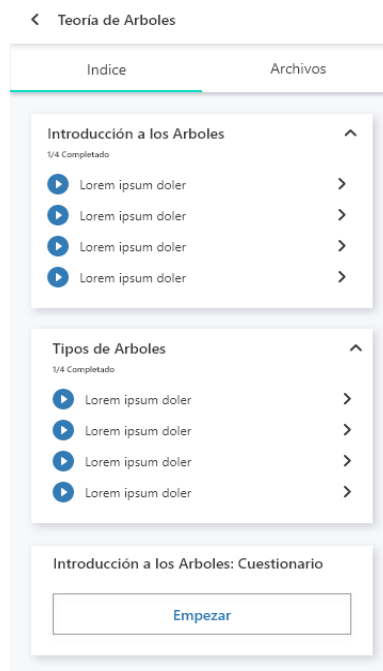 Teoría de Arboles
Indice
Archivos
Introducción a los Arboles
1/4 Completado
Lorem ipsum doler
Lorem ipsum doler
Lorem ipsum doler
Lorem ipsum doler
Tipos de Arboles
1/4 Completado
Lorem ipsum doler
Lorem ipsum doler
Lorem ipsum doler
Lorem ipsum doler
Introducción a los Arboles: Cuestionario
Empezar